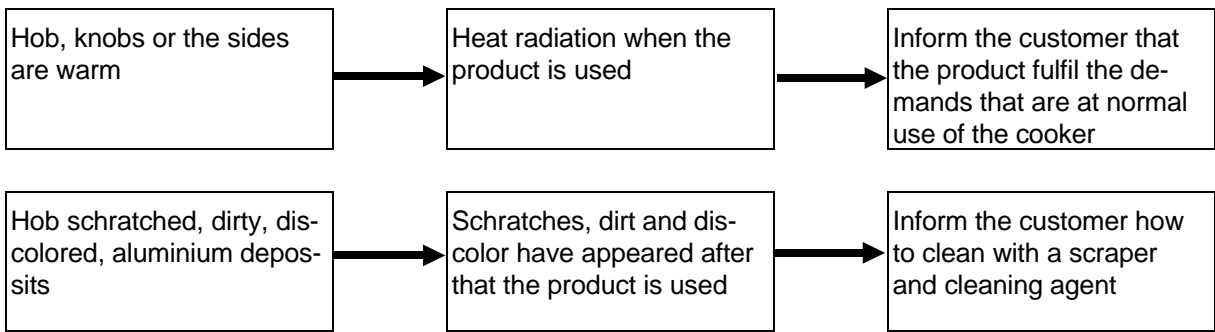 Hob, knobs or the sides
are warm
Heat radiation when the
product is used
Inform the customer that
the product fulfil the de-
mands that are at normal
use of the cooker
Hob schratched, dirty, dis-
colored, aluminium depos-
sits
Schratches, dirt and dis-
color have appeared after
that the product is used
Inform the customer how
to clean with a scraper
and cleaning agent